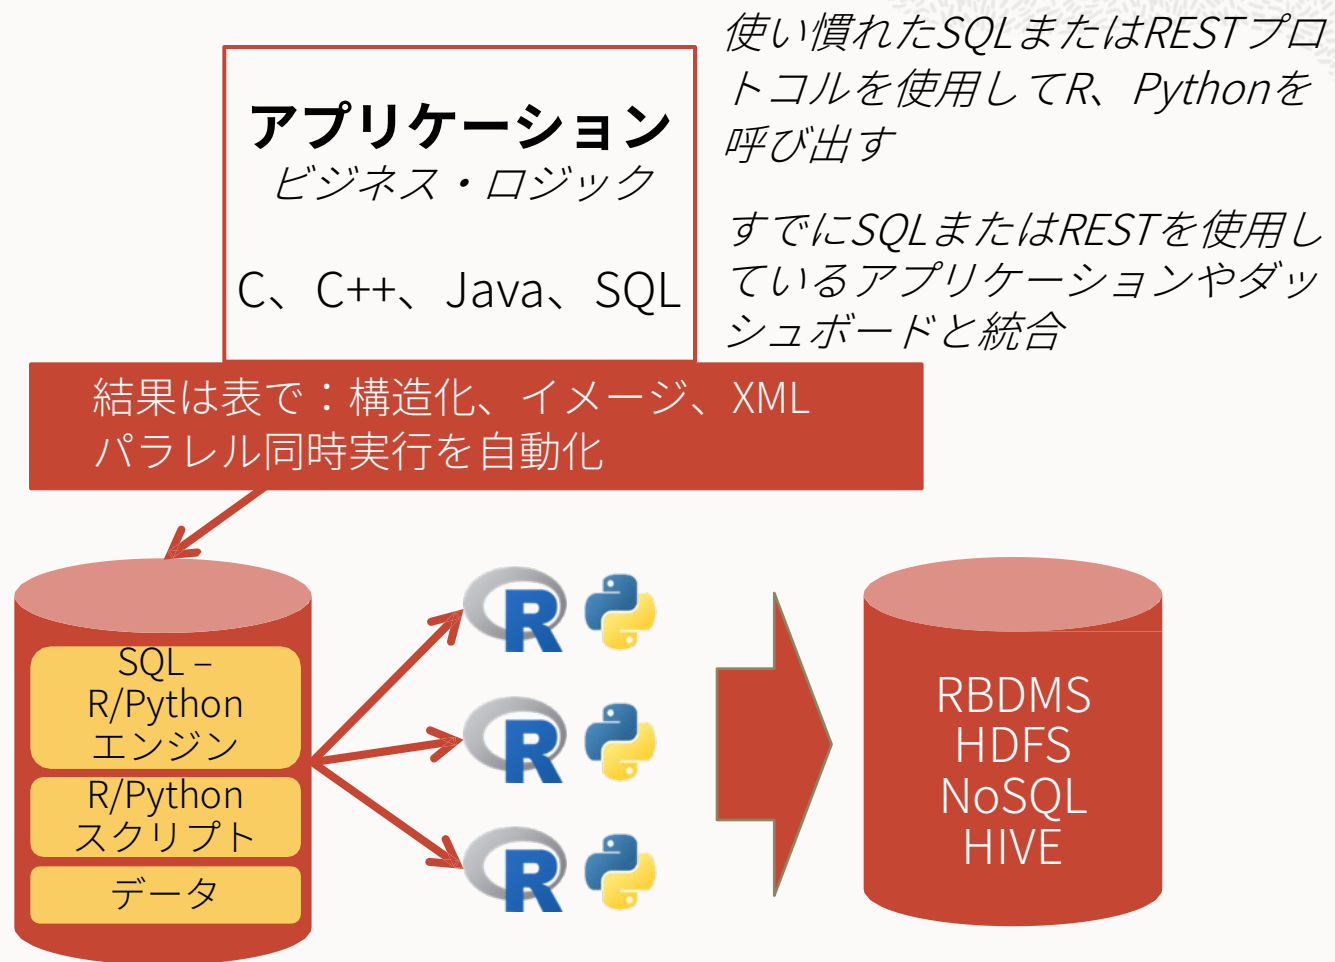 使い慣れたSQLまたはRESTプロ
トコルを使用してR、Pythonを
呼び出す
すでにSQLまたはRESTを使用し
ているアプリケーションやダッ
シュボードと統合
アプリケーション
ビジネス・ロジック
C、C++、Java、SQL
結果は表で：構造化、イメージ、XML
パラレル同時実行を自動化
SQL –
R/Python
エンジン
R/Python
スクリプト
データ
R
R
R
RBDMS
HDFS
NoSQL
HIVE